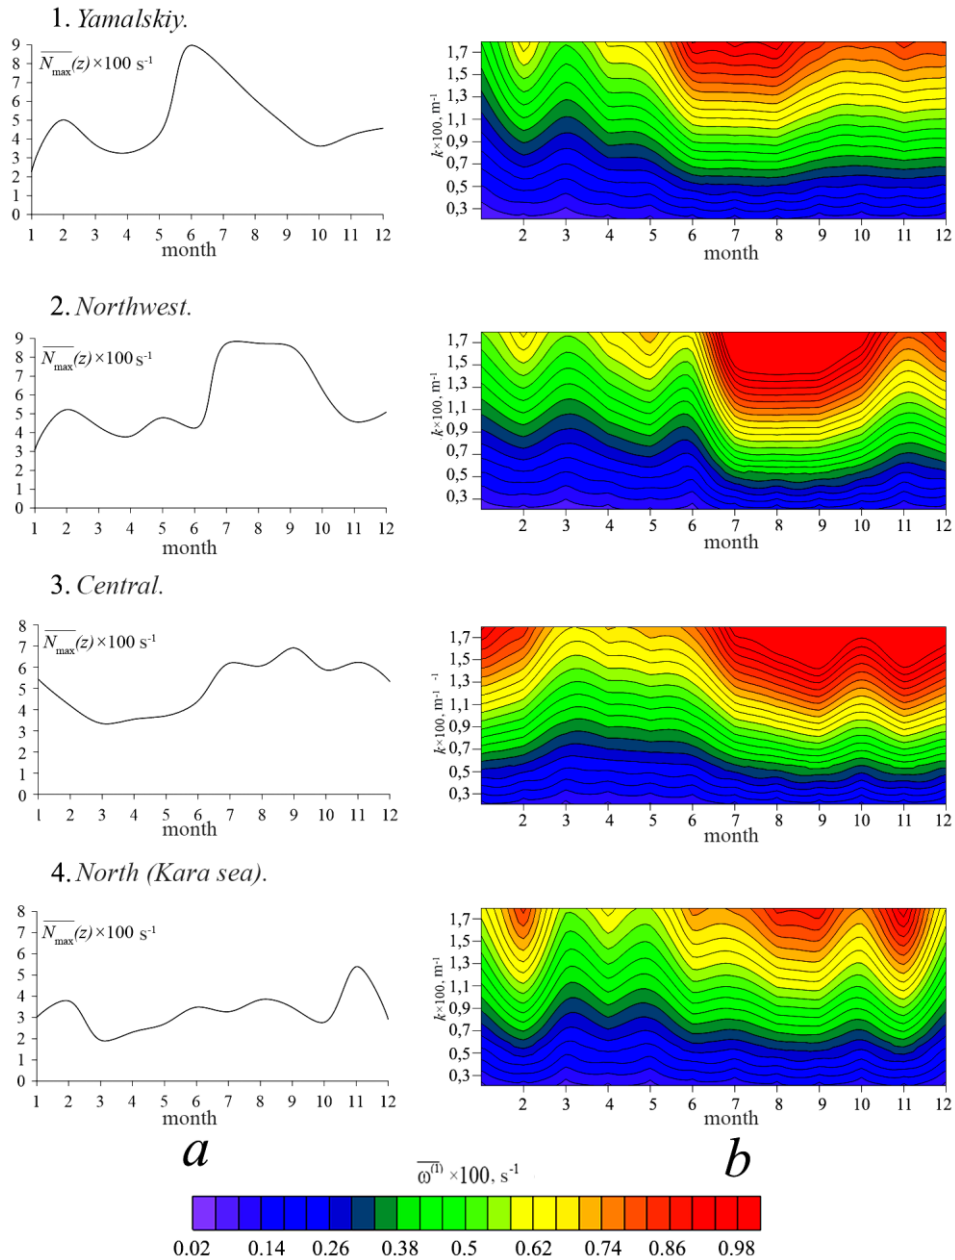 1. Yamalskiy.
N̅max(z)×100 s⁻¹
9
8
7
6
5
4
3
2
1
0
1 2 3 4 5 6 7 8 9 10 11 12
month
k×100, m⁻¹
1,7
1,5
1,3
1,1
0,9
0,7
0,5
0,3
2 3 4 5 6 7 8 9 10 11 12
month
2. Northwest.
N̅max(z)×100 s⁻¹
9
8
7
6
5
4
3
2
1
0
1 2 3 4 5 6 7 8 9 10 11 12
month
k×100, m⁻¹
1,7
1,5
1,3
1,1
0,9
0,7
0,5
0,3
2 3 4 5 6 7 8 9 10 11 12
month
3. Central.
N̅max(z)×100 s⁻¹
8
7
6
5
4
3
2
1
0
1 2 3 4 5 6 7 8 9 10 11 12
month
k×100, m⁻¹ ⁻¹
1,7
1,5
1,3
1,1
0,9
0,7
0,5
0,3
2 3 4 5 6 7 8 9 10 11 12
month
4. North (Kara sea).
N̅max(z)×100 s⁻¹
8
7
6
5
4
3
2
1
0
1 2 3 4 5 6 7 8 9 10 11 12
month
k×100, m⁻¹
1,7
1,5
1,3
1,1
0,9
0,7
0,5
0,3
2 3 4 5 6 7 8 9 10 11 12
month
a
b
ω̅⁽¹⁾ ×100, s⁻¹
0.02 0.14 0.26 0.38 0.5 0.62 0.74 0.86 0.98